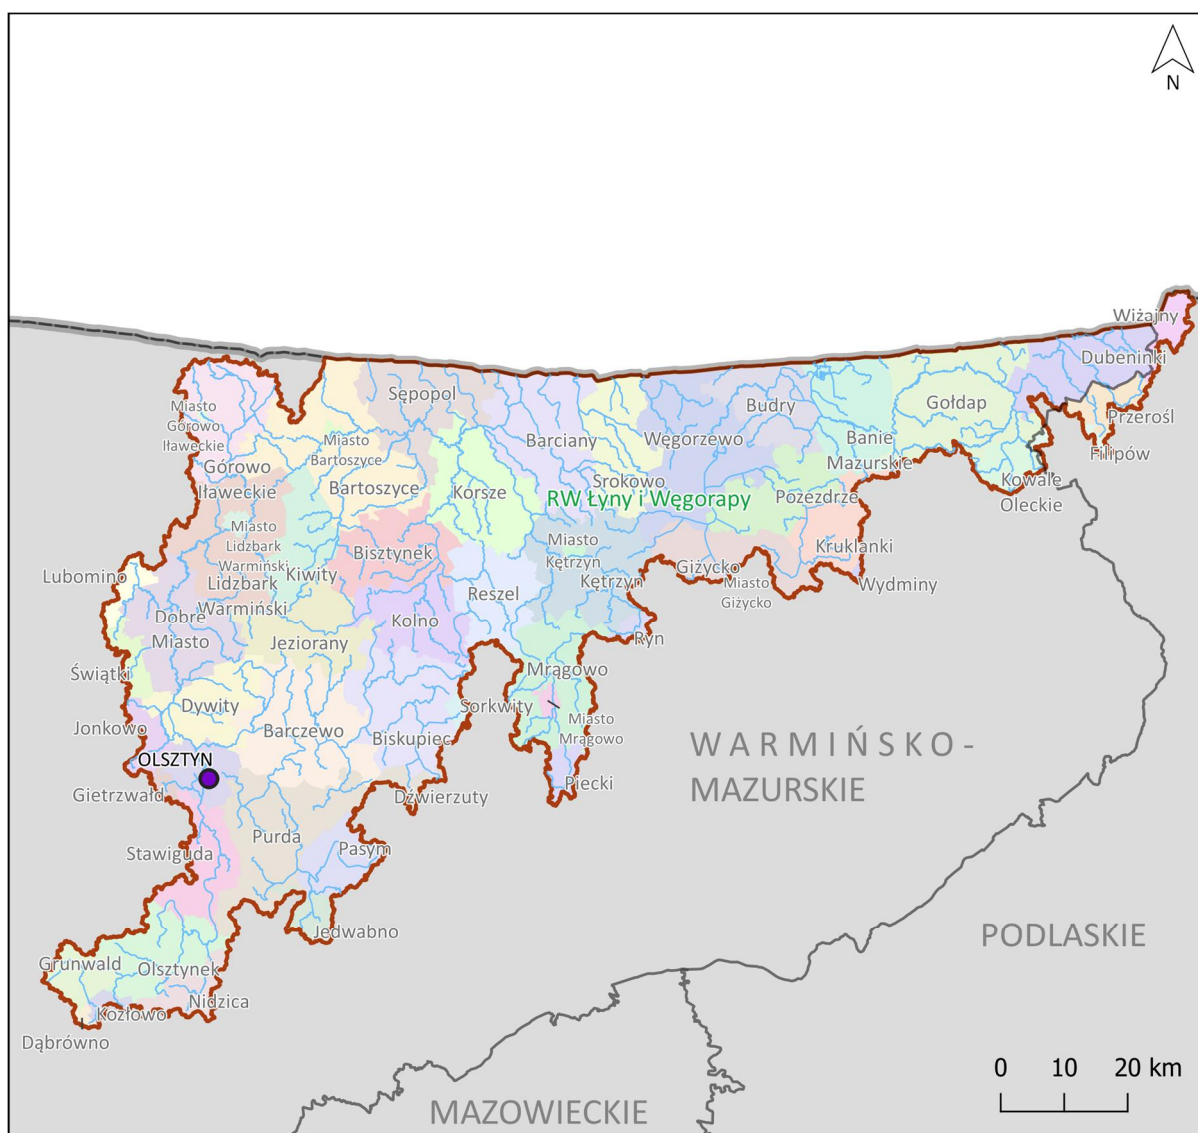 N
Wiżajny
Dubeninki
Przerośl
Filipów
Sępopol
Miasto
Górowo
Iławeckie
Miasto
Bartoszyce
Barciany
Węgorzewo
Budry
Gołdap
Banie
Mazurskie
Kowale
Oleckie
Górowo
Iławeckie
Bartoszyce
Korsze
Srokowo
RW Łyny i Węgorapy
Pozezdrze
Miasto
Lidzbark
Warmiński
Lidzbark
Warmiński
Kiwity
Bisztynek
Miasto
Kętrzyn
Kętrzyn
Giżycko
Miasto
Giżycko
Kruklanki
Wydminy
Lubomino
Dobre
Miasto
Jeziorany
Kolno
Reszel
Ryn
Świątki
Dywity
Mrągowo
Sorkwity
Miasto
Mrągowo
Jonkowo
Barczewo
Biskupiec
OLSZTYN
Gietrzwałd
Dźwierzuty
Piecki
WARMIŃSKO-
MAZURSKIE
Stawiguda
Purda
Pasym
Jedwabno
PODLASKIE
Grunwald
Olsztynek
Nidzica
Kozłowo
Dąbrówno
MAZOWIECKIE
0 10 20 km